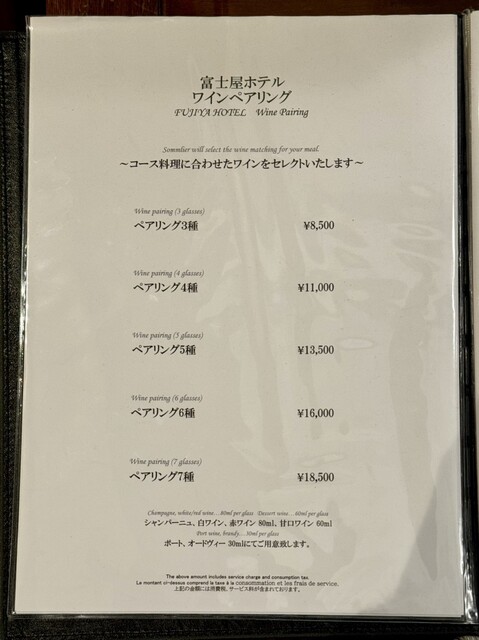 富士屋ホテル
ワインペアリング
FUJIYA HOTEL Wine Pairing
Sommlier will select the wine matching for your meal.
～コース料理に合わせたワインをセレクトいたします～
Wine pairing (3 glasses)
ペアリング3種 ¥8,500
Wine pairing (4 glasses)
ペアリング4種 ¥11,000
Wine pairing (5 glasses)
ペアリング5種 ¥13,500
Wine pairing (6 glasses)
ペアリング6種 ¥16,000
Wine pairing (7 glasses)
ペアリング7種 ¥18,500
Champagne, white/red wine…80ml per glass Dessert wine…60ml per glass
シャンパーニュ、白ワイン、赤ワイン 80ml、甘口ワイン 60ml
Port wine, brandy…30ml per glass
ポート、オードヴィー 30mlにてご用意致します。
The above amount includes service charge and consumption tax.
Le montant ci-dessous comprend la taxe à la consommation et les frais de service.
上記の金額には消費税、サービス料が含まれております。